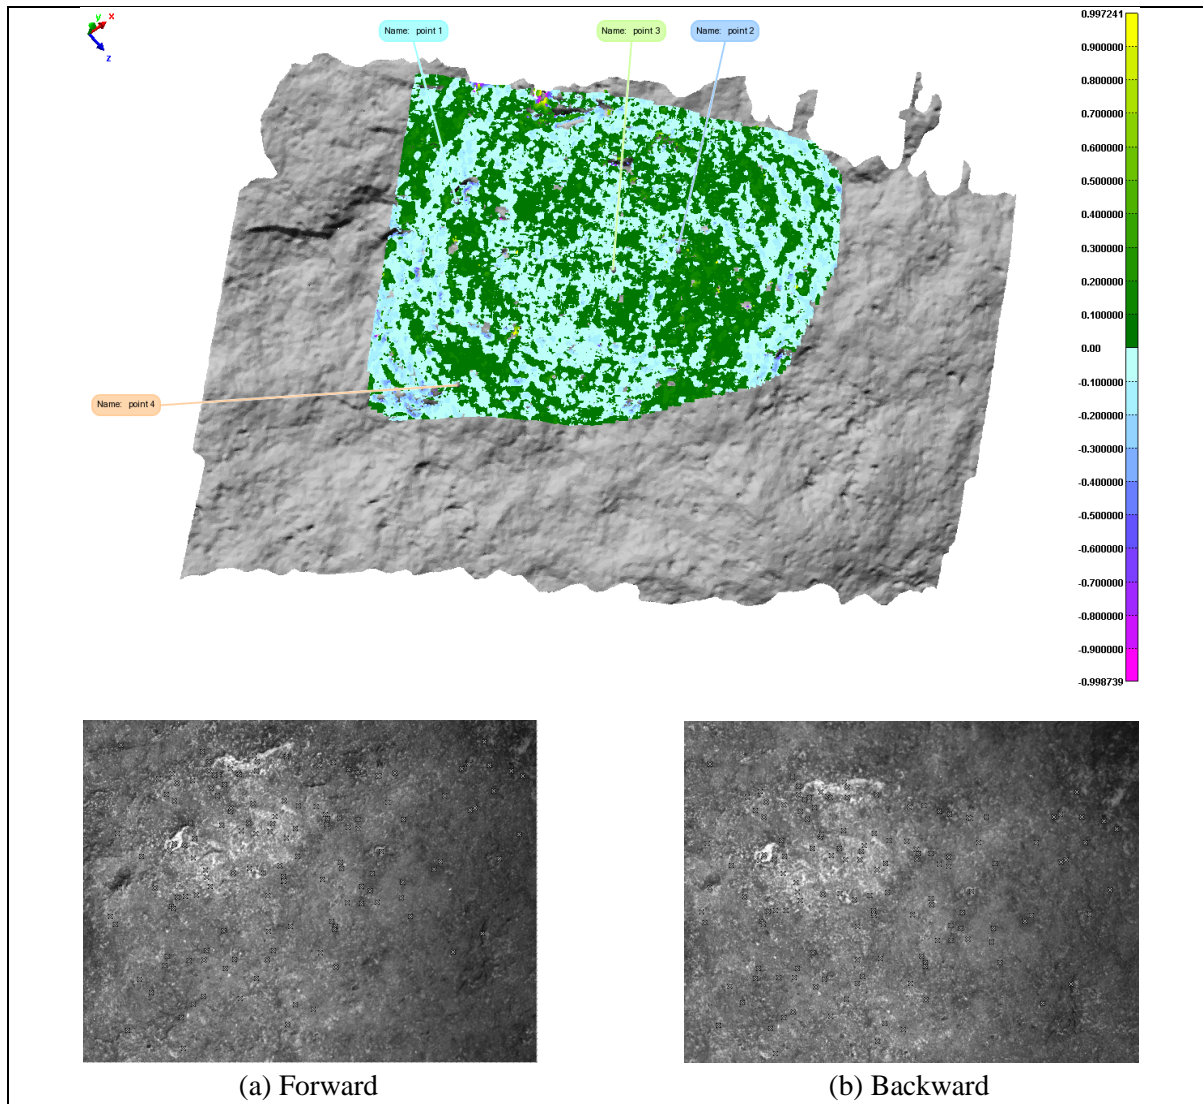 y x
z
Name: point 1
Name: point 3
Name: point 2
Name: point 4
0.997241
0.900000
0.800000
0.700000
0.600000
0.500000
0.400000
0.300000
0.200000
0.100000
0.00
-0.100000
-0.200000
-0.300000
-0.400000
-0.500000
-0.600000
-0.700000
-0.800000
-0.900000
-0.998739
(a) Forward
(b) Backward